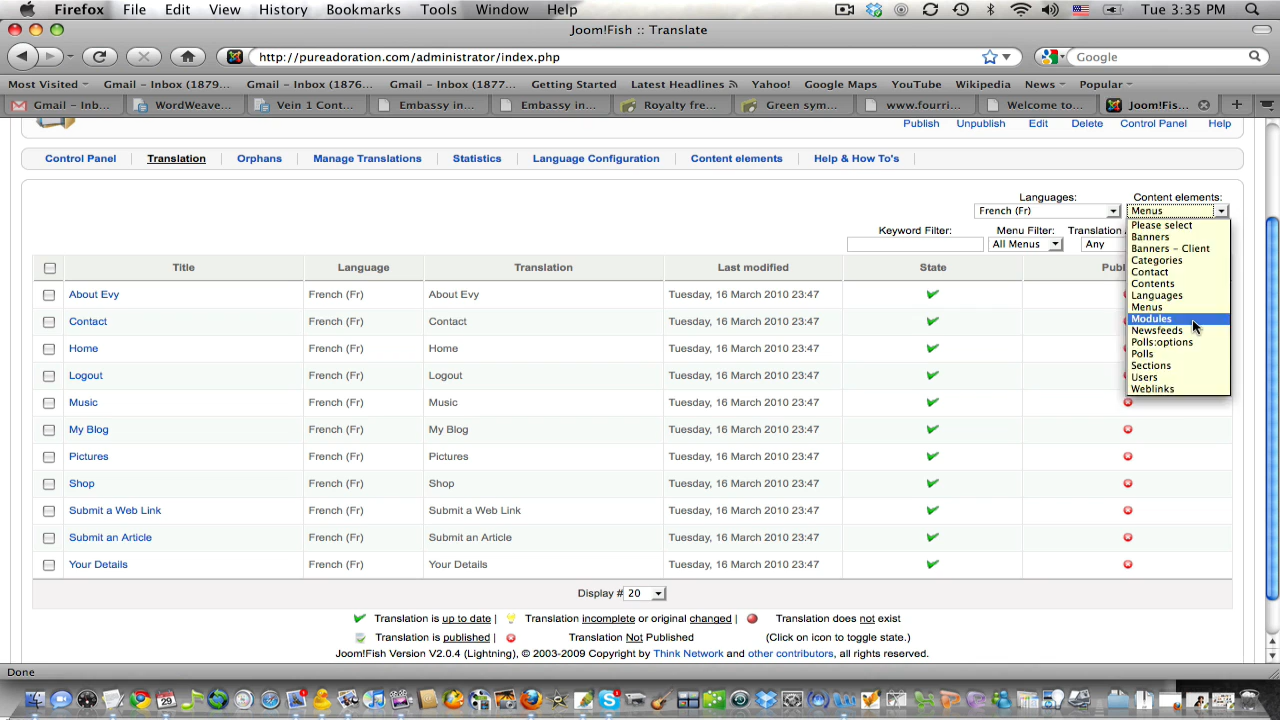 Firefox File Edit View History Bookmarks Tools Window Help Tue 3:35 PM
Joom!Fish :: Translate
http://pureadoration.com/administrator/index.php Google
Most Visited Gmail – Inbox (1879... Gmail – Inbox (1876... Gmail – Inbox (1877... Getting Started Latest Headlines Yahoo! Google Maps YouTube Wikipedia News Popular
Gmail – Inb... WordWeave... Vein 1 Cont... Embassy in... Embassy in... Royalty fre... Green sym... www.fourri... Welcome to... Joom!Fis...
Publish Unpublish Edit Delete Control Panel Help
Control Panel Translation Orphans Manage Translations Statistics Language Configuration Content elements Help & How To's
Languages: Content elements:
French (Fr) Menus
Please select
Keyword Filter: Menu Filter: Translation A
Banners
All Menus Any
Banners – Client
Categories
Title Language Translation Last modified State Publ
Contact
Contents
About Evy French (Fr) About Evy Tuesday, 16 March 2010 23:47
Languages
Menus
Contact French (Fr) Contact Tuesday, 16 March 2010 23:47
Modules
Newsfeeds
Polls:options
Home French (Fr) Home Tuesday, 16 March 2010 23:47
Polls
Sections
Logout French (Fr) Logout Tuesday, 16 March 2010 23:47
Users
Weblinks
Music French (Fr) Music Tuesday, 16 March 2010 23:47
My Blog French (Fr) My Blog Tuesday, 16 March 2010 23:47
Pictures French (Fr) Pictures Tuesday, 16 March 2010 23:47
Shop French (Fr) Shop Tuesday, 16 March 2010 23:47
Submit a Web Link French (Fr) Submit a Web Link Tuesday, 16 March 2010 23:47
Submit an Article French (Fr) Submit an Article Tuesday, 16 March 2010 23:47
Your Details French (Fr) Your Details Tuesday, 16 March 2010 23:47
Display # 20
Translation is up to date | Translation incomplete or original changed | Translation does not exist
Translation is published | Translation Not Published (Click on icon to toggle state.)
Joom!Fish Version V2.0.4 (Lightning), © 2003-2009 Copyright by Think Network and other contributors, all rights reserved.
Done